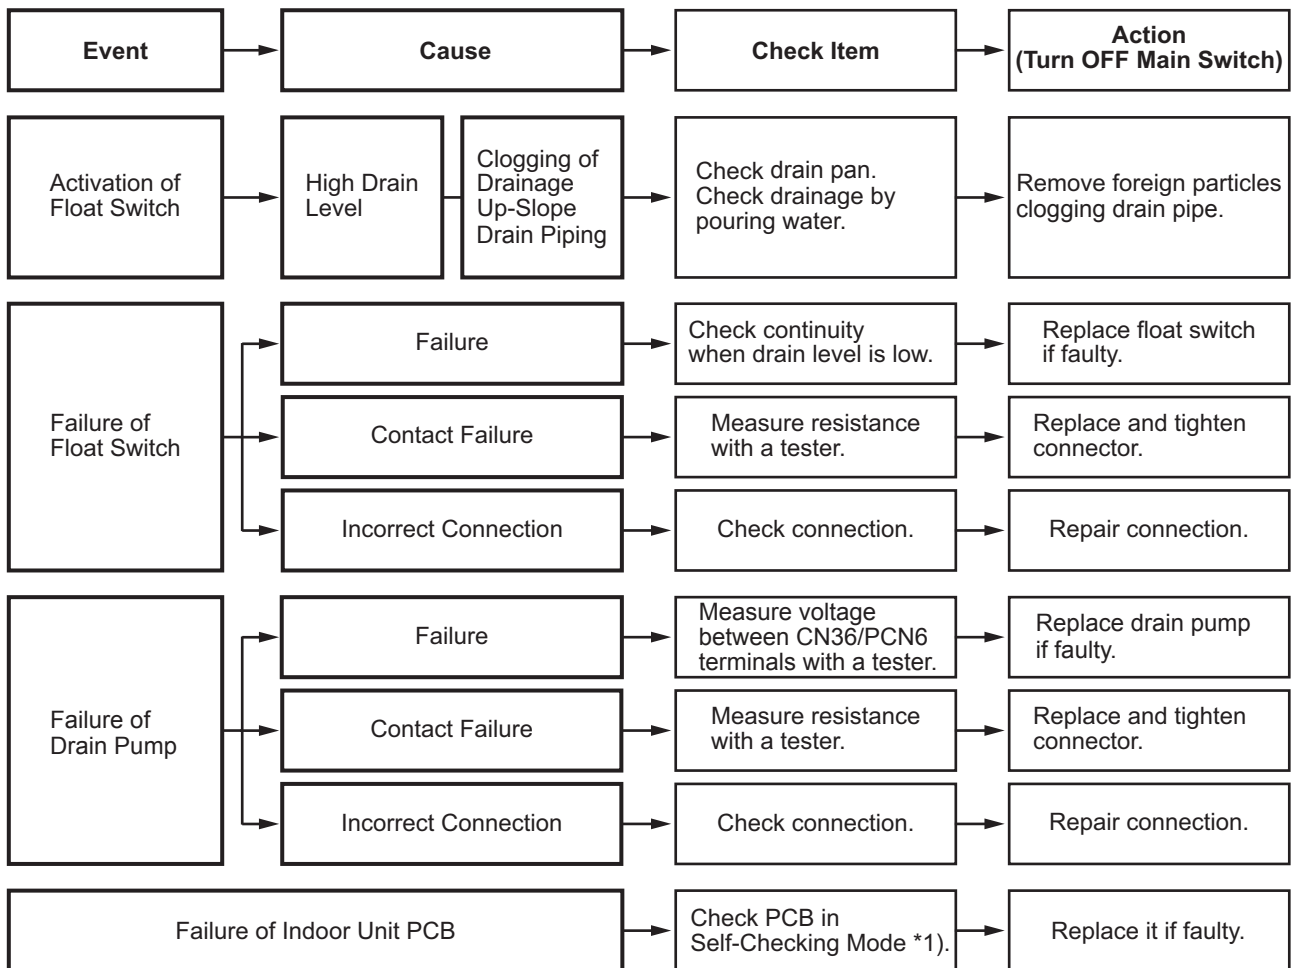 Event
Cause
Check Item
Action
(Turn OFF Main Switch)
Activation of
Float Switch
High Drain
Level
Clogging of
Drainage
Up-Slope
Drain Piping
Check drain pan.
Check drainage by
pouring water.
Remove foreign particles
clogging drain pipe.
Failure of
Float Switch
Failure
Check continuity
when drain level is low.
Replace float switch
if faulty.
Contact Failure
Measure resistance
with a tester.
Replace and tighten
connector.
Incorrect Connection
Check connection.
Repair connection.
Failure of
Drain Pump
Failure
Measure voltage
between CN36/PCN6
terminals with a tester.
Replace drain pump
if faulty.
Contact Failure
Measure resistance
with a tester.
Replace and tighten
connector.
Incorrect Connection
Check connection.
Repair connection.
Failure of Indoor Unit PCB
Check PCB in
Self-Checking Mode *1).
Replace it if faulty.